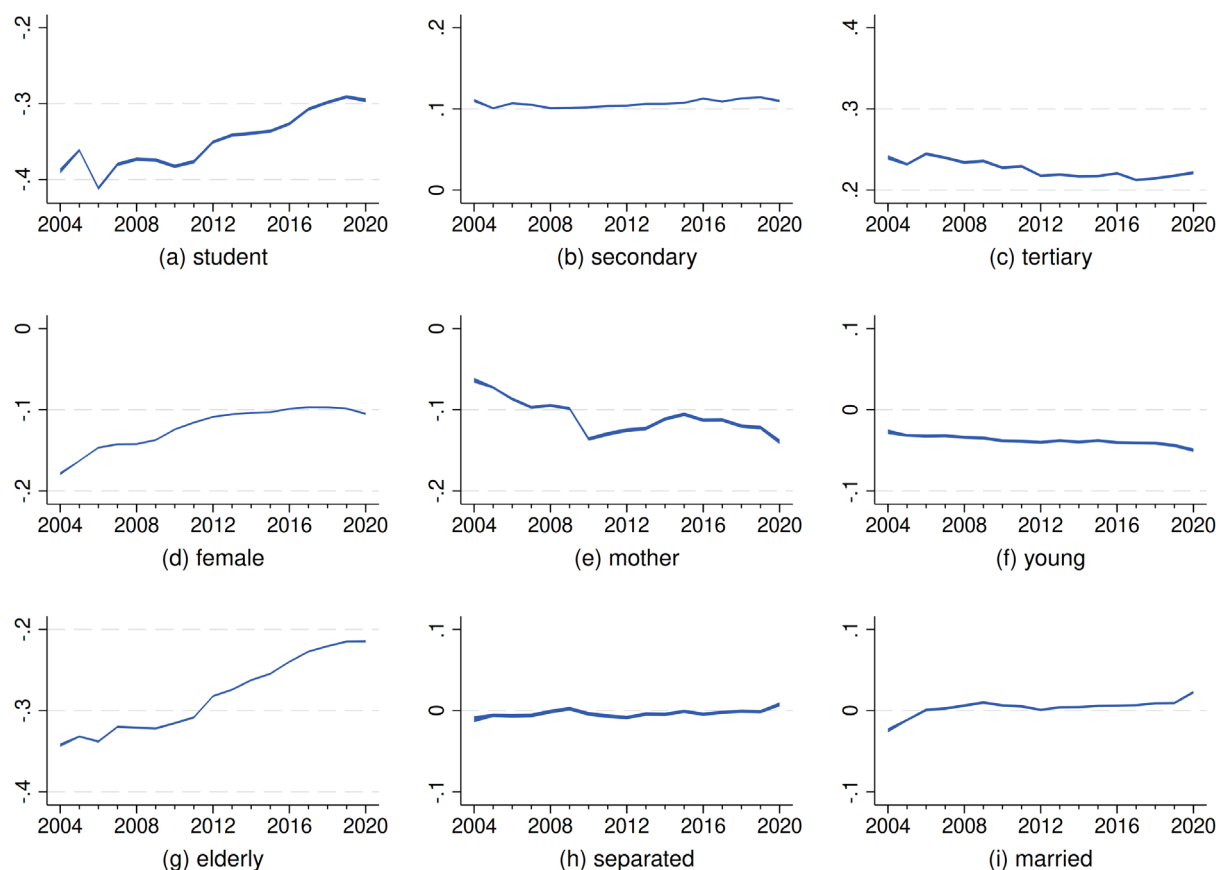 -.2
-.3
-.4
2004 2008 2012 2016 2020
(a) student
.2
.1
0
2004 2008 2012 2016 2020
(b) secondary
.4
.3
.2
2004 2008 2012 2016 2020
(c) tertiary
0
-.1
-.2
2004 2008 2012 2016 2020
(d) female
0
-.1
-.2
2004 2008 2012 2016 2020
(e) mother
.1
0
-.1
2004 2008 2012 2016 2020
(f) young
-.2
-.3
-.4
2004 2008 2012 2016 2020
(g) elderly
.1
0
-.1
2004 2008 2012 2016 2020
(h) separated
.1
0
-.1
2004 2008 2012 2016 2020
(i) married